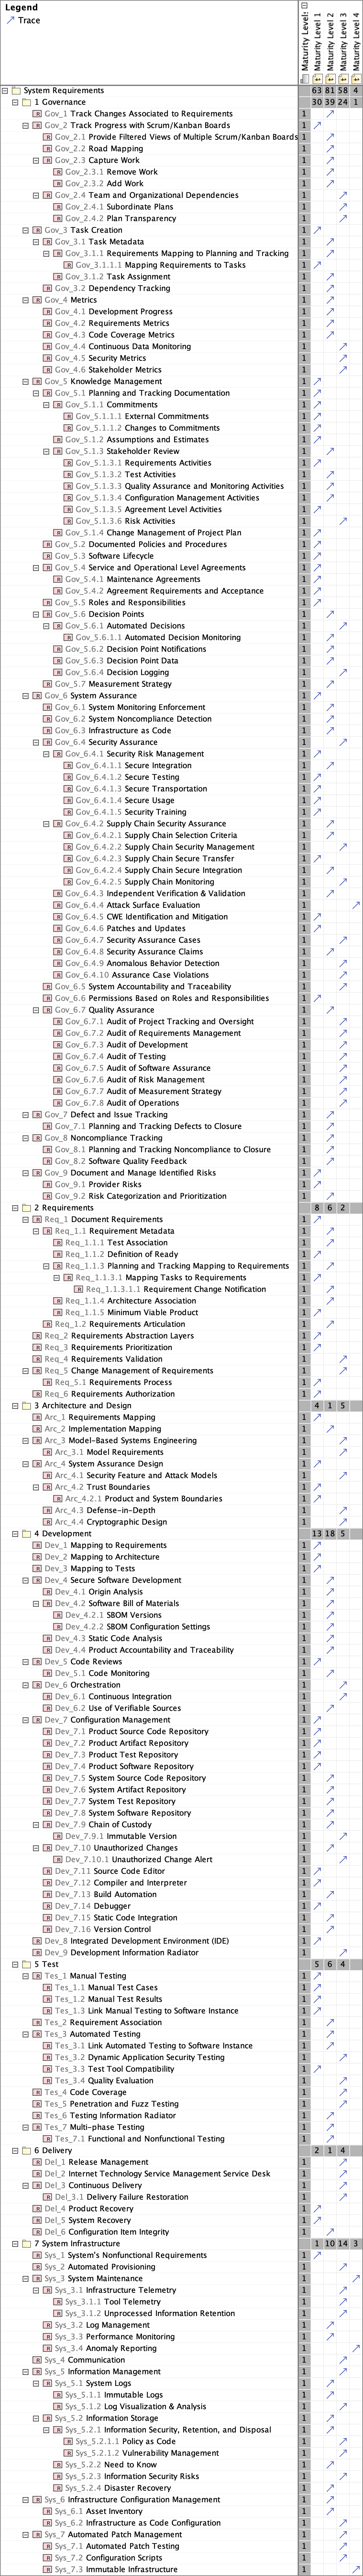 Legend
Trace
Maturity Levels
Maturity Level 1
Maturity Level 2
Maturity Level 3
Maturity Level 4
System Requirements 63 81 58 4
1 Governance 30 39 24 1
Gov_1 Track Changes Associated to Requirements 1
Gov_2 Track Progress with Scrum/Kanban Boards 1
Gov_2.1 Provide Filtered Views of Multiple Scrum/Kanban Boards 1
Gov_2.2 Road Mapping 1
Gov_2.3 Capture Work 1
Gov_2.3.1 Remove Work 1
Gov_2.3.2 Add Work 1
Gov_2.4 Team and Organizational Dependencies 1
Gov_2.4.1 Subordinate Plans 1
Gov_2.4.2 Plan Transparency 1
Gov_3 Task Creation 1
Gov_3.1 Task Metadata 1
Gov_3.1.1 Requirements Mapping to Planning and Tracking 1
Gov_3.1.1.1 Mapping Requirements to Tasks 1
Gov_3.1.2 Task Assignment 1
Gov_3.2 Dependency Tracking 1
Gov_4 Metrics 1
Gov_4.1 Development Progress 1
Gov_4.2 Requirements Metrics 1
Gov_4.3 Code Coverage Metrics 1
Gov_4.4 Continuous Data Monitoring 1
Gov_4.5 Security Metrics 1
Gov_4.6 Stakeholder Metrics 1
Gov_5 Knowledge Management 1
Gov_5.1 Planning and Tracking Documentation 1
Gov_5.1.1 Commitments 1
Gov_5.1.1.1 External Commitments 1
Gov_5.1.1.2 Changes to Commitments 1
Gov_5.1.2 Assumptions and Estimates 1
Gov_5.1.3 Stakeholder Review 1
Gov_5.1.3.1 Requirements Activities 1
Gov_5.1.3.2 Test Activities 1
Gov_5.1.3.3 Quality Assurance and Monitoring Activities 1
Gov_5.1.3.4 Configuration Management Activities 1
Gov_5.1.3.5 Agreement Level Activities 1
Gov_5.1.3.6 Risk Activities 1
Gov_5.1.4 Change Management of Project Plan 1
Gov_5.2 Documented Policies and Procedures 1
Gov_5.3 Software Lifecycle 1
Gov_5.4 Service and Operational Level Agreements 1
Gov_5.4.1 Maintenance Agreements 1
Gov_5.4.2 Agreement Requirements and Acceptance 1
Gov_5.5 Roles and Responsibilities 1
Gov_5.6 Decision Points 1
Gov_5.6.1 Automated Decisions 1
Gov_5.6.1.1 Automated Decision Monitoring 1
Gov_5.6.2 Decision Point Notifications 1
Gov_5.6.3 Decision Point Data 1
Gov_5.6.4 Decision Logging 1
Gov_5.7 Measurement Strategy 1
Gov_6 System Assurance 1
Gov_6.1 System Monitoring Enforcement 1
Gov_6.2 System Noncompliance Detection 1
Gov_6.3 Infrastructure as Code 1
Gov_6.4 Security Assurance 1
Gov_6.4.1 Security Risk Management 1
Gov_6.4.1.1 Secure Integration 1
Gov_6.4.1.2 Secure Testing 1
Gov_6.4.1.3 Secure Transportation 1
Gov_6.4.1.4 Secure Usage 1
Gov_6.4.1.5 Security Training 1
Gov_6.4.2 Supply Chain Security Assurance 1
Gov_6.4.2.1 Supply Chain Selection Criteria 1
Gov_6.4.2.2 Supply Chain Security Management 1
Gov_6.4.2.3 Supply Chain Secure Transfer 1
Gov_6.4.2.4 Supply Chain Secure Integration 1
Gov_6.4.2.5 Supply Chain Monitoring 1
Gov_6.4.3 Independent Verification & Validation 1
Gov_6.4.4 Attack Surface Evaluation 1
Gov_6.4.5 CWE Identification and Mitigation 1
Gov_6.4.6 Patches and Updates 1
Gov_6.4.7 Security Assurance Cases 1
Gov_6.4.8 Security Assurance Claims 1
Gov_6.4.9 Anomalous Behavior Detection 1
Gov_6.4.10 Assurance Case Violations 1
Gov_6.5 System Accountability and Traceability 1
Gov_6.6 Permissions Based on Roles and Responsibilities 1
Gov_6.7 Quality Assurance 1
Gov_6.7.1 Audit of Project Tracking and Oversight 1
Gov_6.7.2 Audit of Requirements Management 1
Gov_6.7.3 Audit of Development 1
Gov_6.7.4 Audit of Testing 1
Gov_6.7.5 Audit of Software Assurance 1
Gov_6.7.6 Audit of Risk Management 1
Gov_6.7.7 Audit of Measurement Strategy 1
Gov_6.7.8 Audit of Operations 1
Gov_7 Defect and Issue Tracking 1
Gov_7.1 Planning and Tracking Defects to Closure 1
Gov_8 Noncompliance Tracking 1
Gov_8.1 Planning and Tracking Noncompliance to Closure 1
Gov_8.2 Software Quality Feedback 1
Gov_9 Document and Manage Identified Risks 1
Gov_9.1 Provider Risks 1
Gov_9.2 Risk Categorization and Prioritization 1
2 Requirements 8 6 2
Req_1 Document Requirements 1
Req_1.1 Requirement Metadata 1
Req_1.1.1 Test Association 1
Req_1.1.2 Definition of Ready 1
Req_1.1.3 Planning and Tracking Mapping to Requirements 1
Req_1.1.3.1 Mapping Tasks to Requirements 1
Req_1.1.3.1.1 Requirement Change Notification 1
Req_1.1.4 Architecture Association 1
Req_1.1.5 Minimum Viable Product 1
Req_1.2 Requirements Articulation 1
Req_2 Requirements Abstraction Layers 1
Req_3 Requirements Prioritization 1
Req_4 Requirements Validation 1
Req_5 Change Management of Requirements 1
Req_5.1 Requirements Process 1
Req_6 Requirements Authorization 1
3 Architecture and Design 4 1 5
Arc_1 Requirements Mapping 1
Arc_2 Implementation Mapping 1
Arc_3 Model-Based Systems Engineering 1
Arc_3.1 Model Requirements 1
Arc_4 System Assurance Design 1
Arc_4.1 Security Feature and Attack Models 1
Arc_4.2 Trust Boundaries 1
Arc_4.2.1 Product and System Boundaries 1
Arc_4.3 Defense-in-Depth 1
Arc_4.4 Cryptographic Design 1
4 Development 13 18 5
Dev_1 Mapping to Requirements 1
Dev_2 Mapping to Architecture 1
Dev_3 Mapping to Tests 1
Dev_4 Secure Software Development 1
Dev_4.1 Origin Analysis 1
Dev_4.2 Software Bill of Materials 1
Dev_4.2.1 SBOM Versions 1
Dev_4.2.2 SBOM Configuration Settings 1
Dev_4.3 Static Code Analysis 1
Dev_4.4 Product Accountability and Traceability 1
Dev_5 Code Reviews 1
Dev_5.1 Code Monitoring 1
Dev_6 Orchestration 1
Dev_6.1 Continuous Integration 1
Dev_6.2 Use of Verifiable Sources 1
Dev_7 Configuration Management 1
Dev_7.1 Product Source Code Repository 1
Dev_7.2 Product Artifact Repository 1
Dev_7.3 Product Test Repository 1
Dev_7.4 Product Software Repository 1
Dev_7.5 System Source Code Repository 1
Dev_7.6 System Artifact Repository 1
Dev_7.7 System Test Repository 1
Dev_7.8 System Software Repository 1
Dev_7.9 Chain of Custody 1
Dev_7.9.1 Immutable Version 1
Dev_7.10 Unauthorized Changes 1
Dev_7.10.1 Unauthorized Change Alert 1
Dev_7.11 Source Code Editor 1
Dev_7.12 Compiler and Interpreter 1
Dev_7.13 Build Automation 1
Dev_7.14 Debugger 1
Dev_7.15 Static Code Integration 1
Dev_7.16 Version Control 1
Dev_8 Integrated Development Environment (IDE) 1
Dev_9 Development Information Radiator 1
5 Test 5 6 4
Tes_1 Manual Testing 1
Tes_1.1 Manual Test Cases 1
Tes_1.2 Manual Test Results 1
Tes_1.3 Link Manual Testing to Software Instance 1
Tes_2 Requirement Association 1
Tes_3 Automated Testing 1
Tes_3.1 Link Automated Testing to Software Instance 1
Tes_3.2 Dynamic Application Security Testing 1
Tes_3.3 Test Tool Compatibility 1
Tes_3.4 Quality Evaluation 1
Tes_4 Code Coverage 1
Tes_5 Penetration and Fuzz Testing 1
Tes_6 Testing Information Radiator 1
Tes_7 Multi-phase Testing 1
Tes_7.1 Functional and Nonfunctional Testing 1
6 Delivery 2 1 4
Del_1 Release Management 1
Del_2 Internet Technology Service Management Service Desk 1
Del_3 Continuous Delivery 1
Del_3.1 Delivery Failure Restoration 1
Del_4 Product Recovery 1
Del_5 System Recovery 1
Del_6 Configuration Item Integrity 1
7 System Infrastructure 1 10 14 3
Sys_1 System's Nonfunctional Requirements 1
Sys_2 Automated Provisioning 1
Sys_3 System Maintenance 1
Sys_3.1 Infrastructure Telemetry 1
Sys_3.1.1 Tool Telemetry 1
Sys_3.1.2 Unprocessed Information Retention 1
Sys_3.2 Log Management 1
Sys_3.3 Performance Monitoring 1
Sys_3.4 Anomaly Reporting 1
Sys_4 Communication 1
Sys_5 Information Management 1
Sys_5.1 System Logs 1
Sys_5.1.1 Immutable Logs 1
Sys_5.1.2 Log Visualization & Analysis 1
Sys_5.2 Information Storage 1
Sys_5.2.1 Information Security, Retention, and Disposal 1
Sys_5.2.1.1 Policy as Code 1
Sys_5.2.1.2 Vulnerability Management 1
Sys_5.2.2 Need to Know 1
Sys_5.2.3 Information Security Risks 1
Sys_5.2.4 Disaster Recovery 1
Sys_6 Infrastructure Configuration Management 1
Sys_6.1 Asset Inventory 1
Sys_6.2 Infrastructure as Code Configuration 1
Sys_7 Automated Patch Management 1
Sys_7.1 Automated Patch Testing 1
Sys_7.2 Configuration Scripts 1
Sys_7.3 Immutable Infrastructure 1